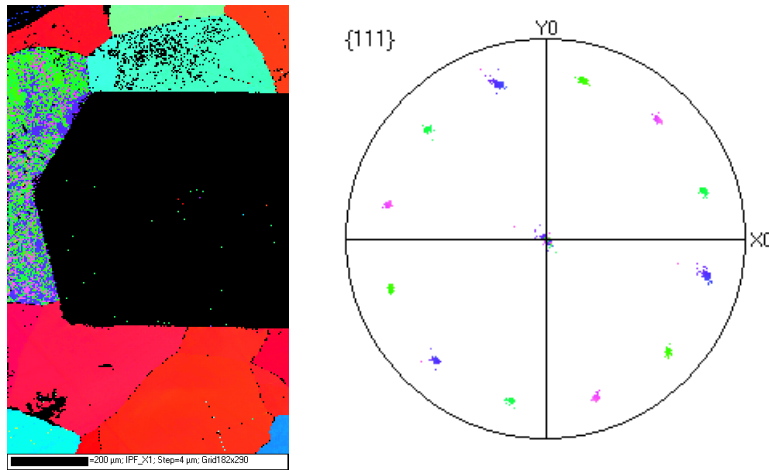 {111}
Y0
X0
=200 µm; IPF_X1; Step=4 µm; Grid182x290